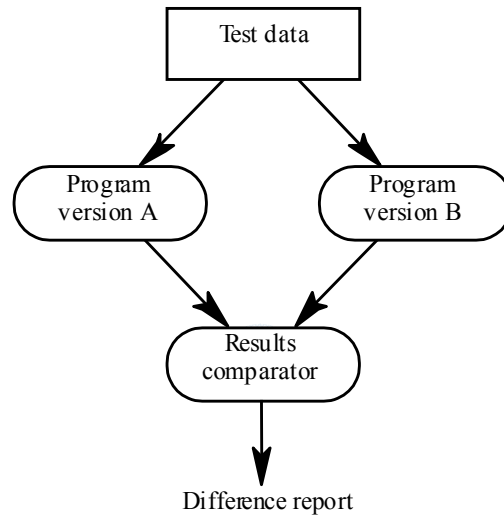 Test data
Program
version A
Program
version B
Results
comparator
Difference report